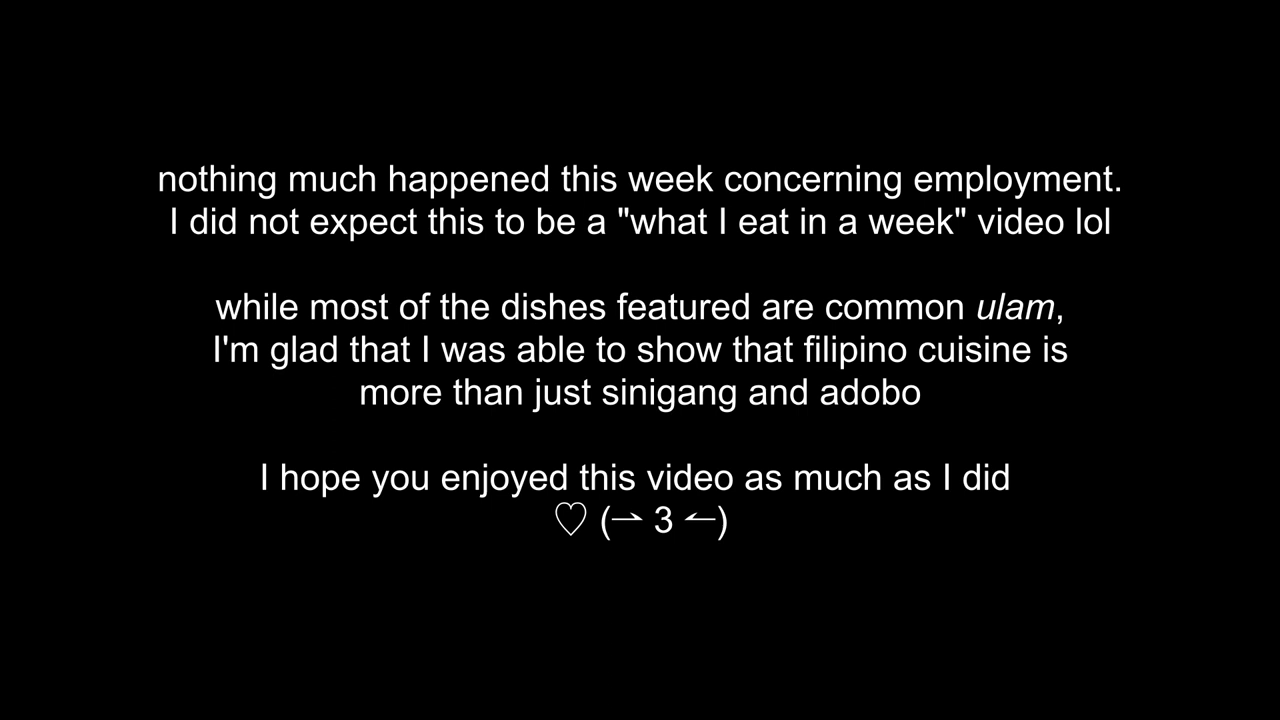 nothing much happened this week concerning employment.
I did not expect this to be a "what I eat in a week" video lol
while most of the dishes featured are common ulam,
I'm glad that I was able to show that filipino cuisine is
more than just sinigang and adobo
I hope you enjoyed this video as much as I did
♡ (⇀ 3 ↼)